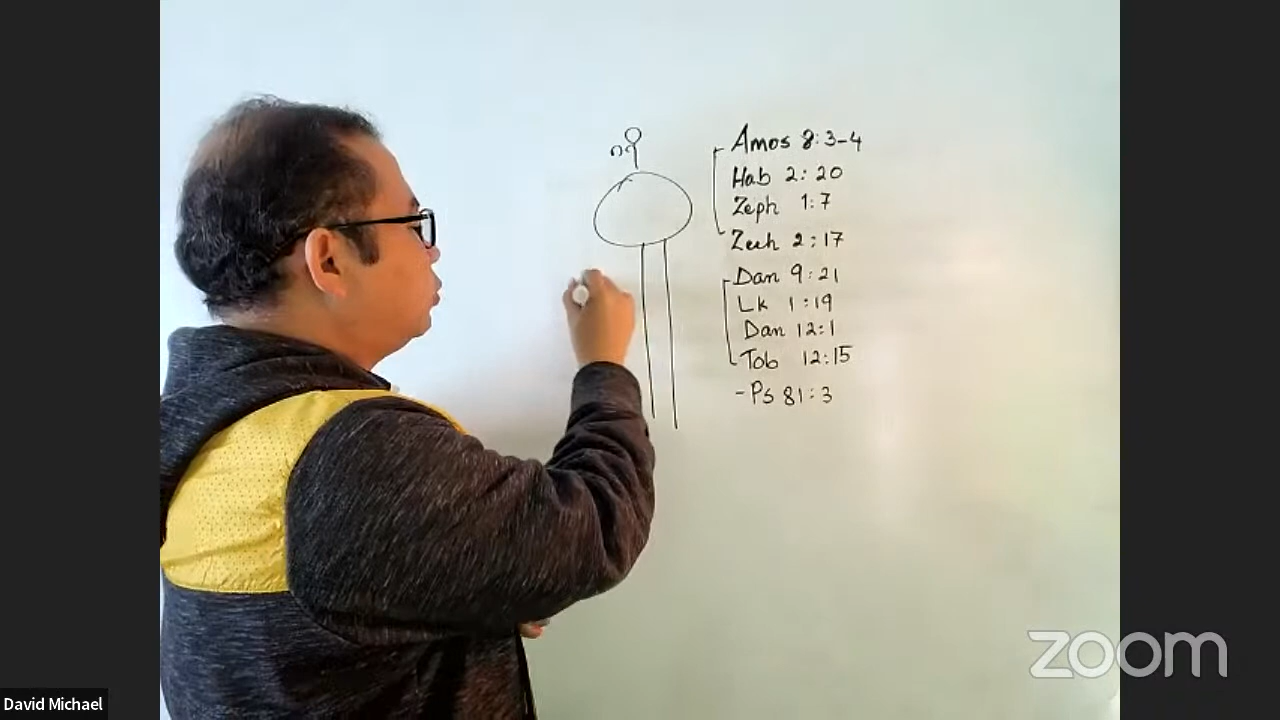 Amos 8:3-4
Hab 2:20
Zeph 1:7
Zech 2:17
Dan 9:21
Lk 1:19
Dan 12:1
Tob 12:15
-Ps 81:3
zoom
David Michael